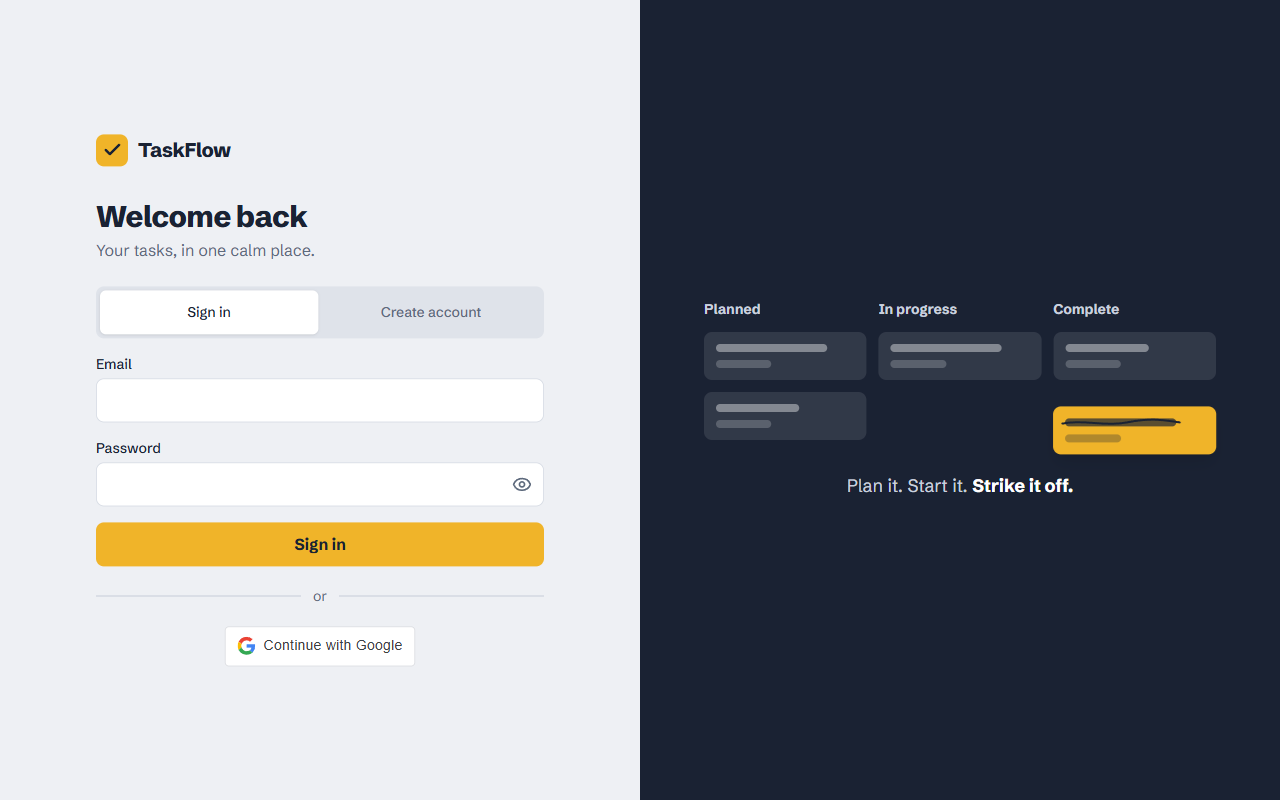 TaskFlow
Welcome back
Your tasks, in one calm place.
Sign in
Create account
Email
Password
Sign in
or
Continue with Google
Planned
In progress
Complete
Plan it. Start it. Strike it off.